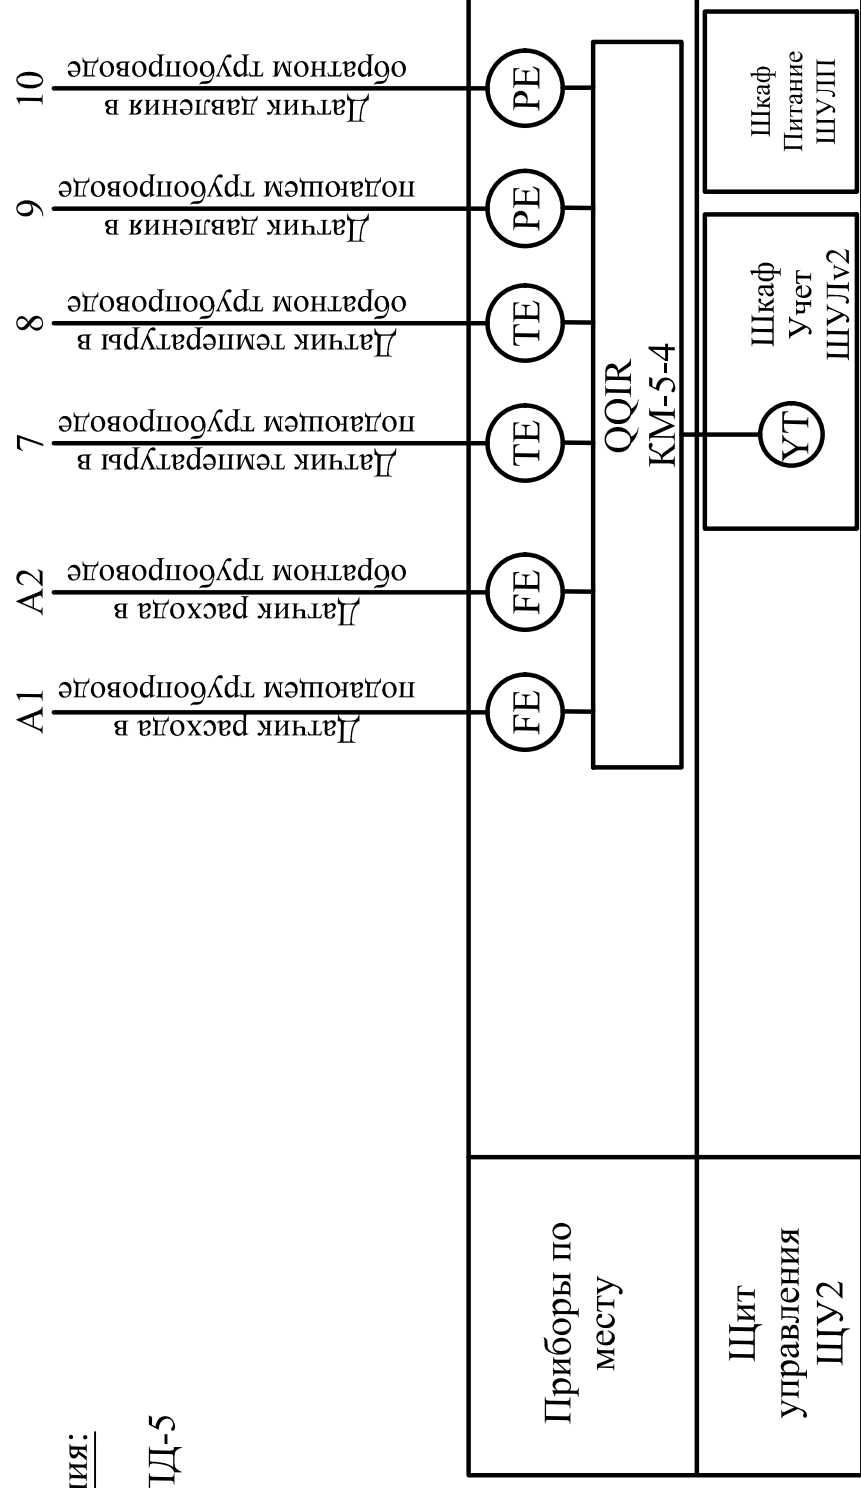 ния:
ПД-5
A1
Датчик расхода в
подающем трубопроводе
A2
Датчик расхода в
обратном трубопроводе
7
Датчик температуры в
подающем трубопроводе
8
Датчик температуры в
обратном трубопроводе
9
Датчик давления в
подающем трубопроводе
10
Датчик давления в
обратном трубопроводе
Приборы по
месту
FE
FE
TE
TE
PE
PE
QQIR
КМ-5-4
Щит
управления
ЩУ2
YT
Шкаф
Учет
ШУЛv2
Шкаф
Питание
ШУЛП